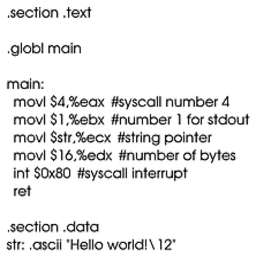 .section .text
.globl main
main:
movl $4,%eax #syscall number 4
movl $1,%ebx #number 1 for stdout
movl $str,%ecx #string pointer
movl $16,%edx #number of bytes
int $0x80 #syscall interrupt
ret
.section .data
str: .ascii "Hello world!\12"